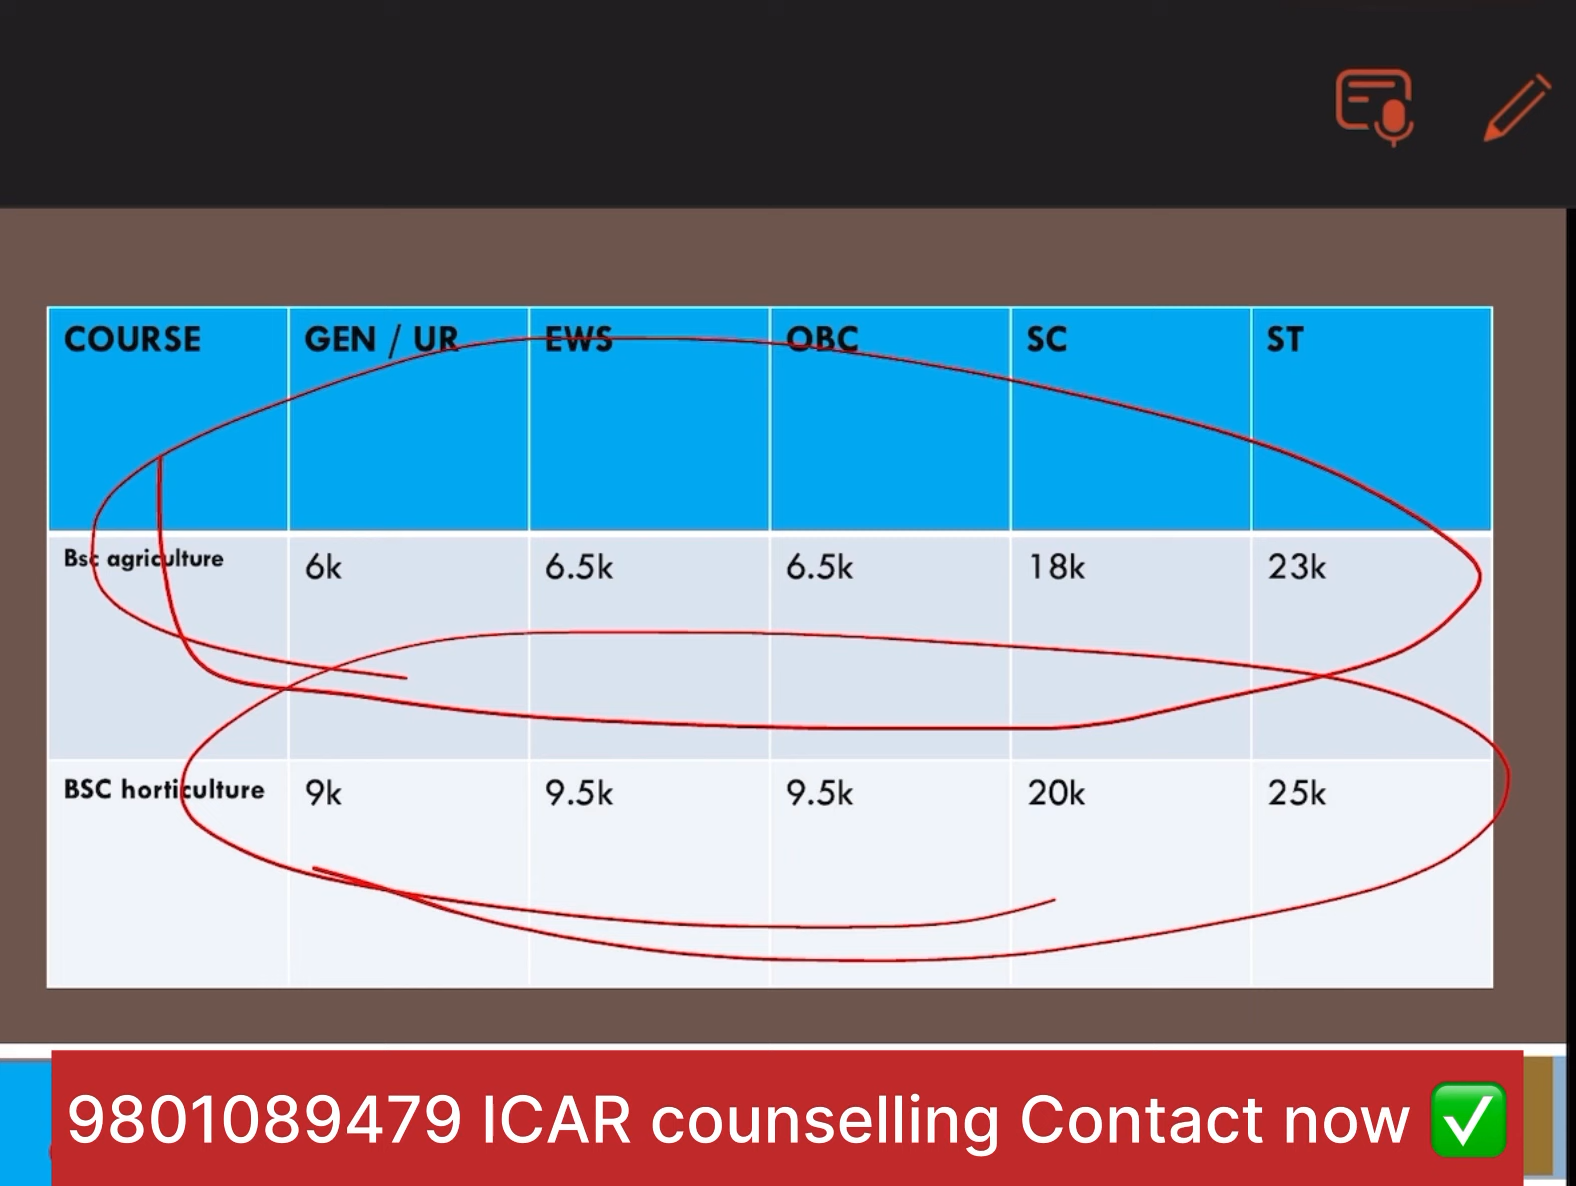 COURSE GEN / UR EWS OBC SC ST
Bsc agriculture 6k 6.5k 6.5k 18k 23k
BSC horticulture 9k 9.5k 9.5k 20k 25k
9801089479 ICAR counselling Contact now ✅